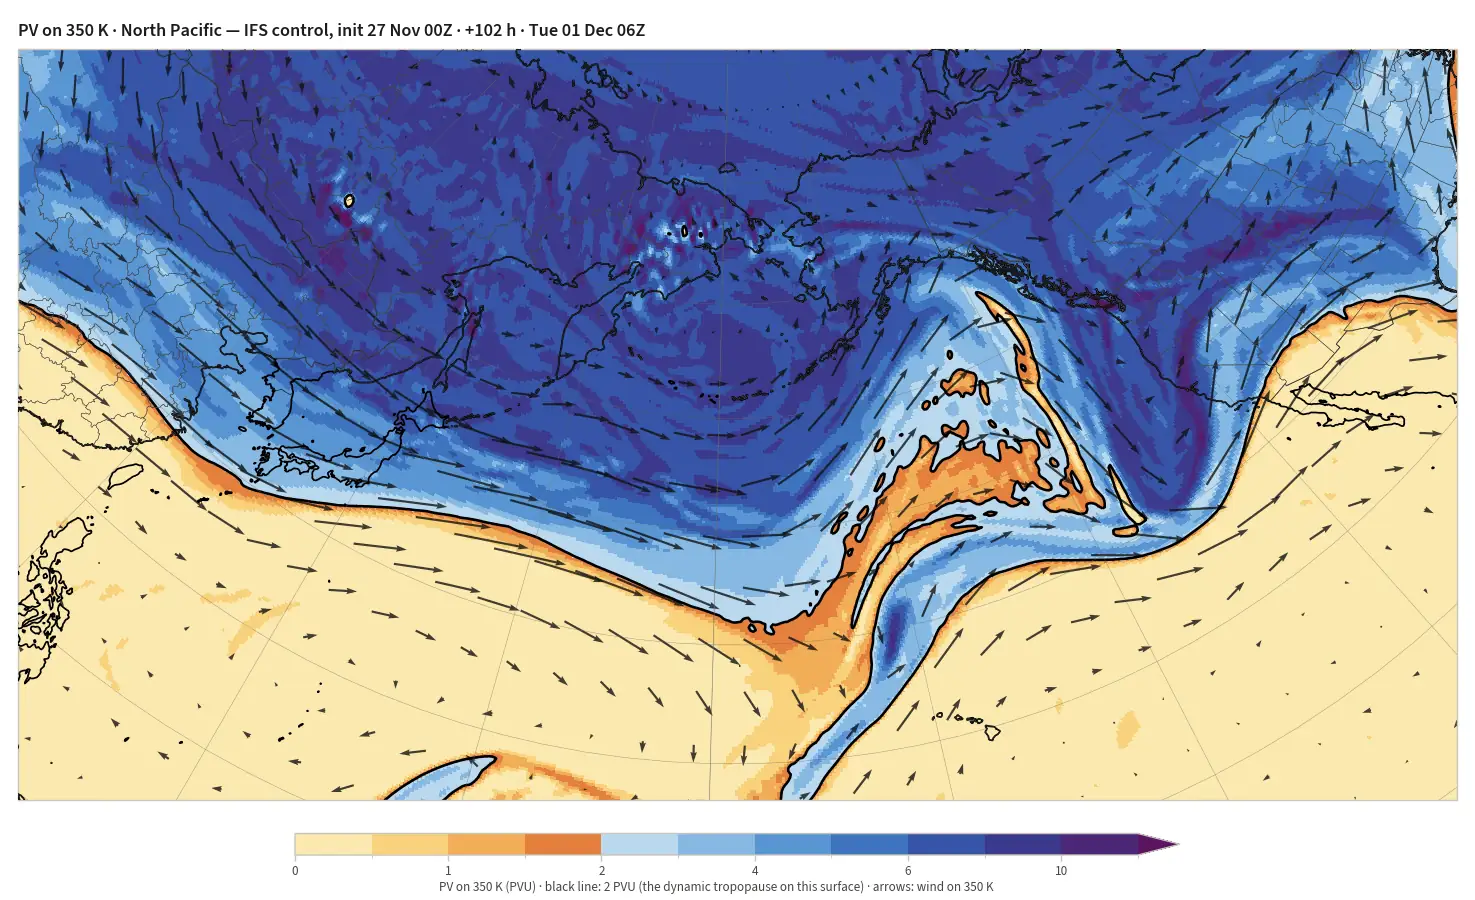 PV on 350 K · North Pacific — IFS control, init 27 Nov 00Z · +102 h · Tue 01 Dec 06Z
0 1 2 4 6 10
PV on 350 K (PVU) · black line: 2 PVU (the dynamic tropopause on this surface) · arrows: wind on 350 K